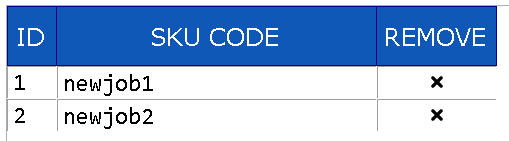 ID SKU CODE REMOVE
1 newjob1 ×
2 newjob2 ×